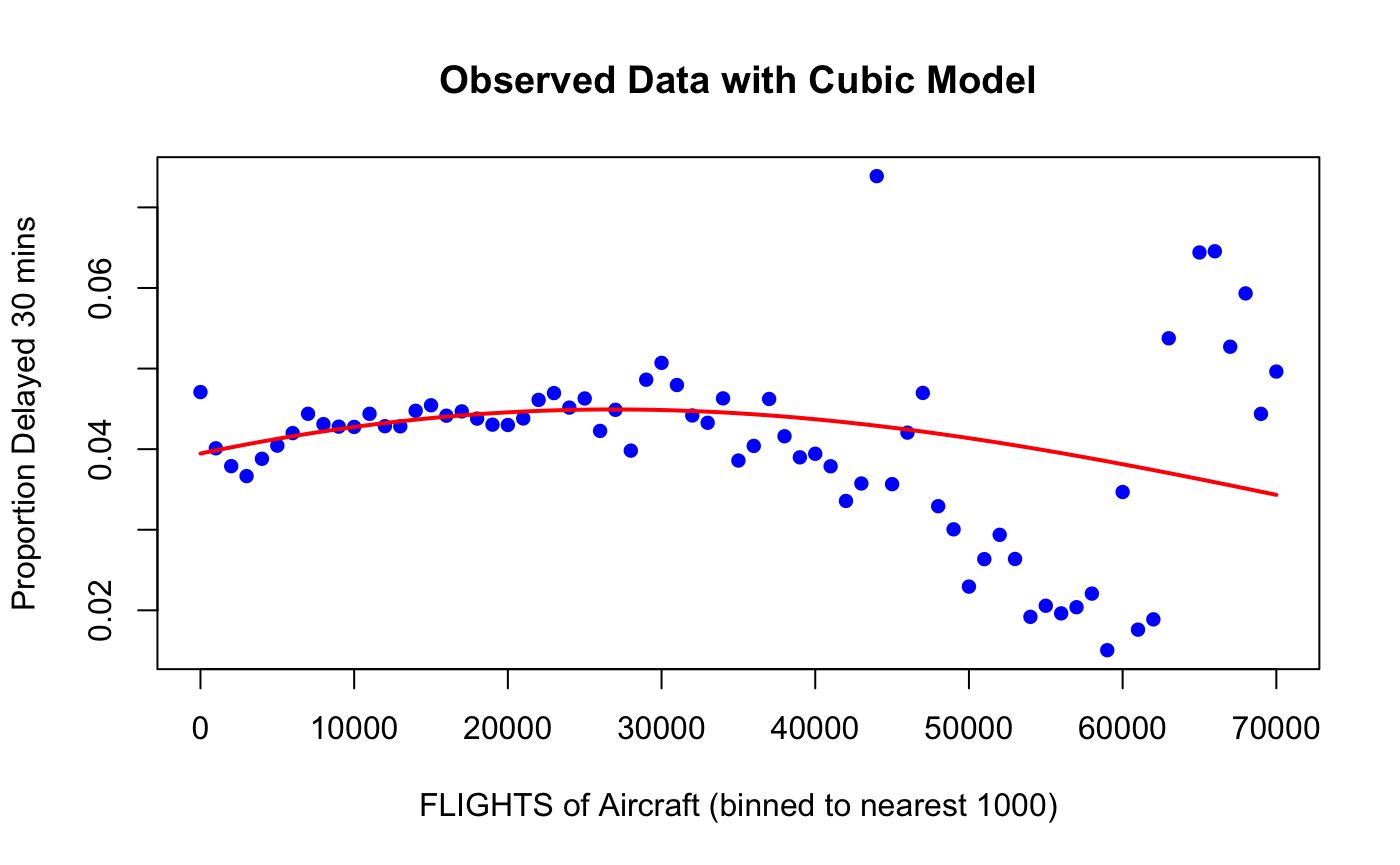 Observed Data with Cubic Model
Proportion Delayed 30 mins
0.06
0.04
0.02
0 10000 20000 30000 40000 50000 60000 70000
FLIGHTS of Aircraft (binned to nearest 1000)